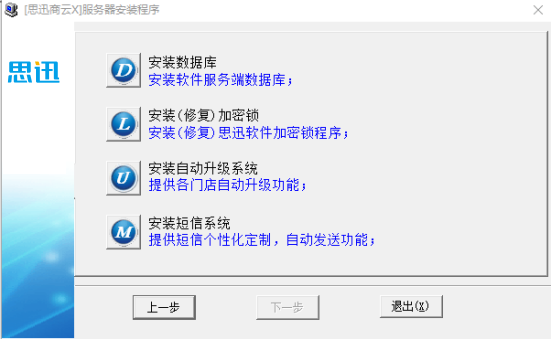 [思迅商云X]服务器安装程序
思迅
D 安装数据库
安装软件服务端数据库；
L 安装(修复)加密锁
安装(修复)思迅软件加密锁程序；
U 安装自动升级系统
提供各门店自动升级功能；
M 安装短信系统
提供短信个性化定制，自动发送功能；
上一步 下一步 退出(X)